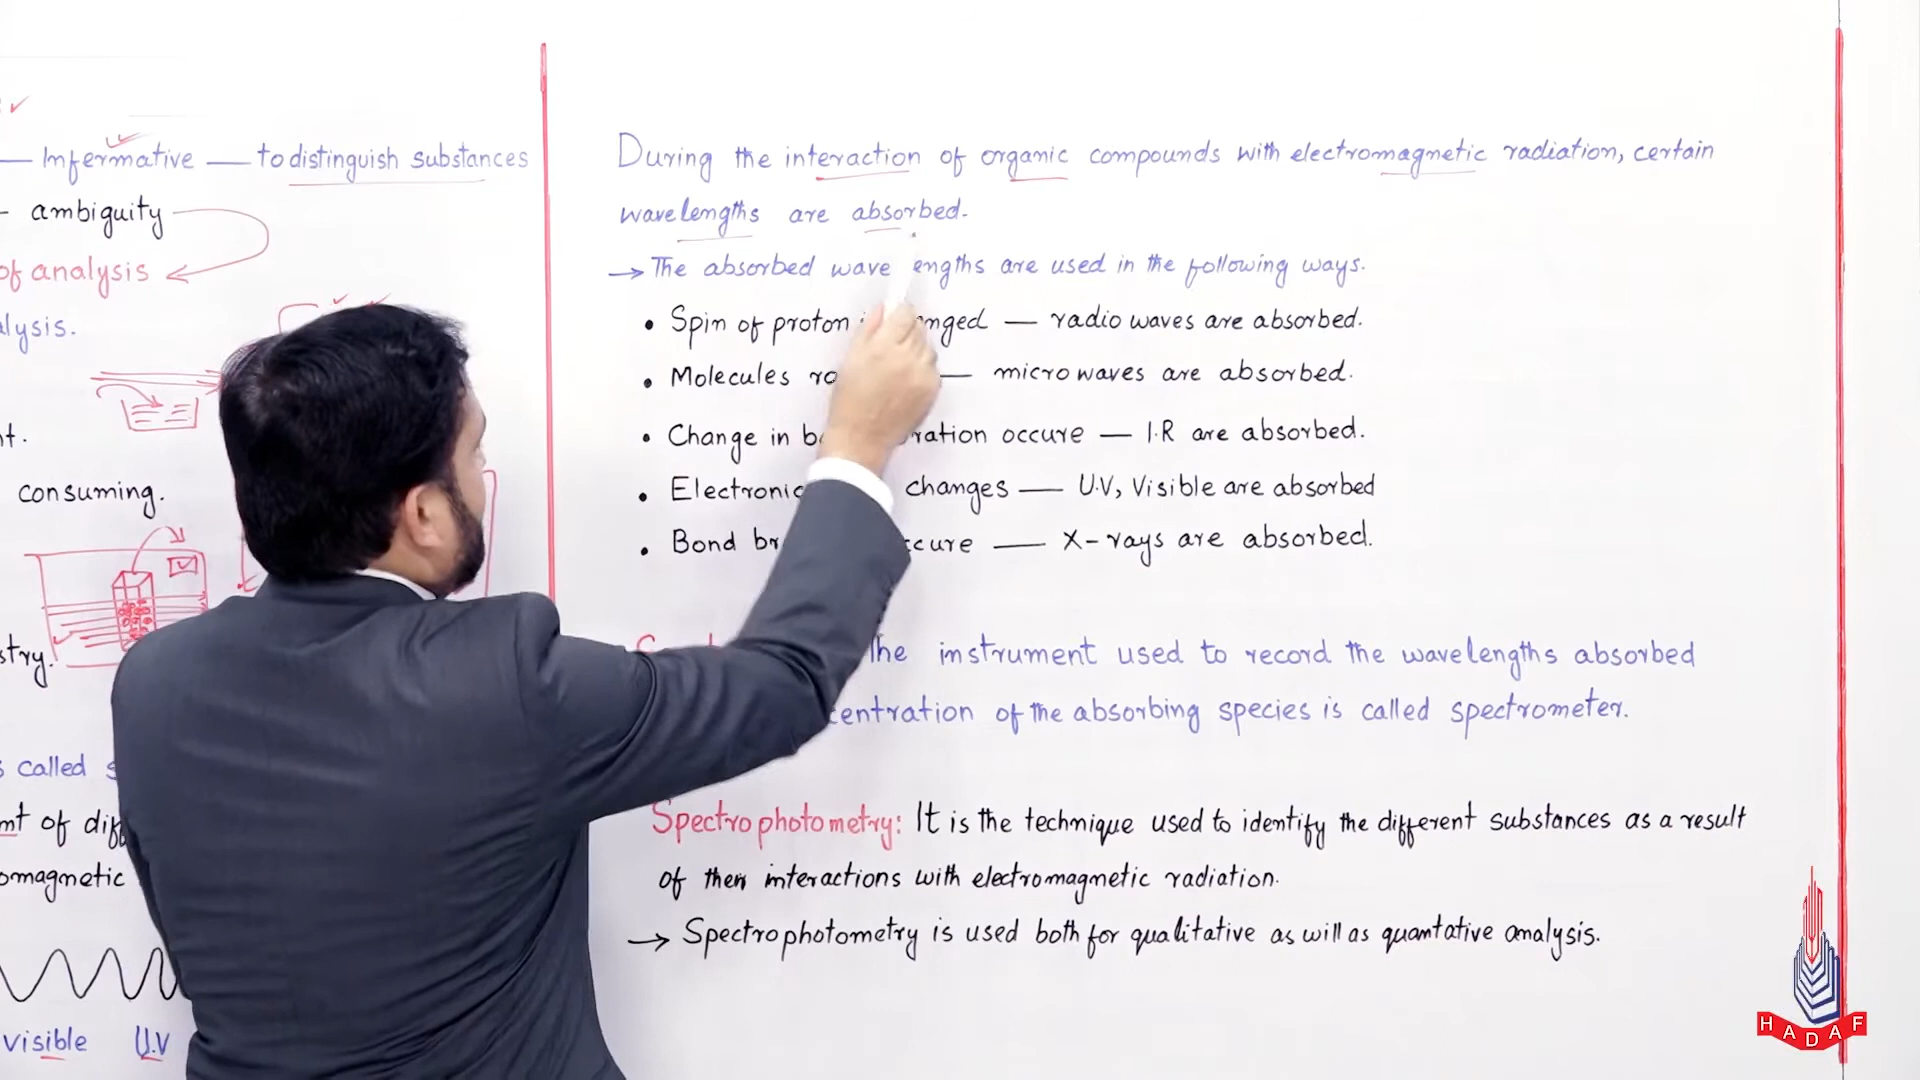 Infermative — to distinguish substances
- ambiguity
of analysis
lysis.
nt.
consuming.
stry.
s called
mt of dif
omagnetic
visible U.V
During the interaction of organic compounds with electromagnetic radiation, certain
wavelengths are absorbed.
→ The absorbed wave engths are used in the following ways.
• Spin of proton nged — radio waves are absorbed.
• Molecules ro — microwaves are absorbed.
• Change in b ration occure — I.R are absorbed.
• Electronic changes — U.V, Visible are absorbed
• Bond br ccure — X-rays are absorbed.
The instrument used to record the wavelengths absorbed
centration of the absorbing species is called spectrometer.
Spectrophotometry: It is the technique used to identify the different substances as a result
of their interactions with electromagnetic radiation.
→ Spectrophotometry is used both for qualitative as will as quantative analysis.
HADAF